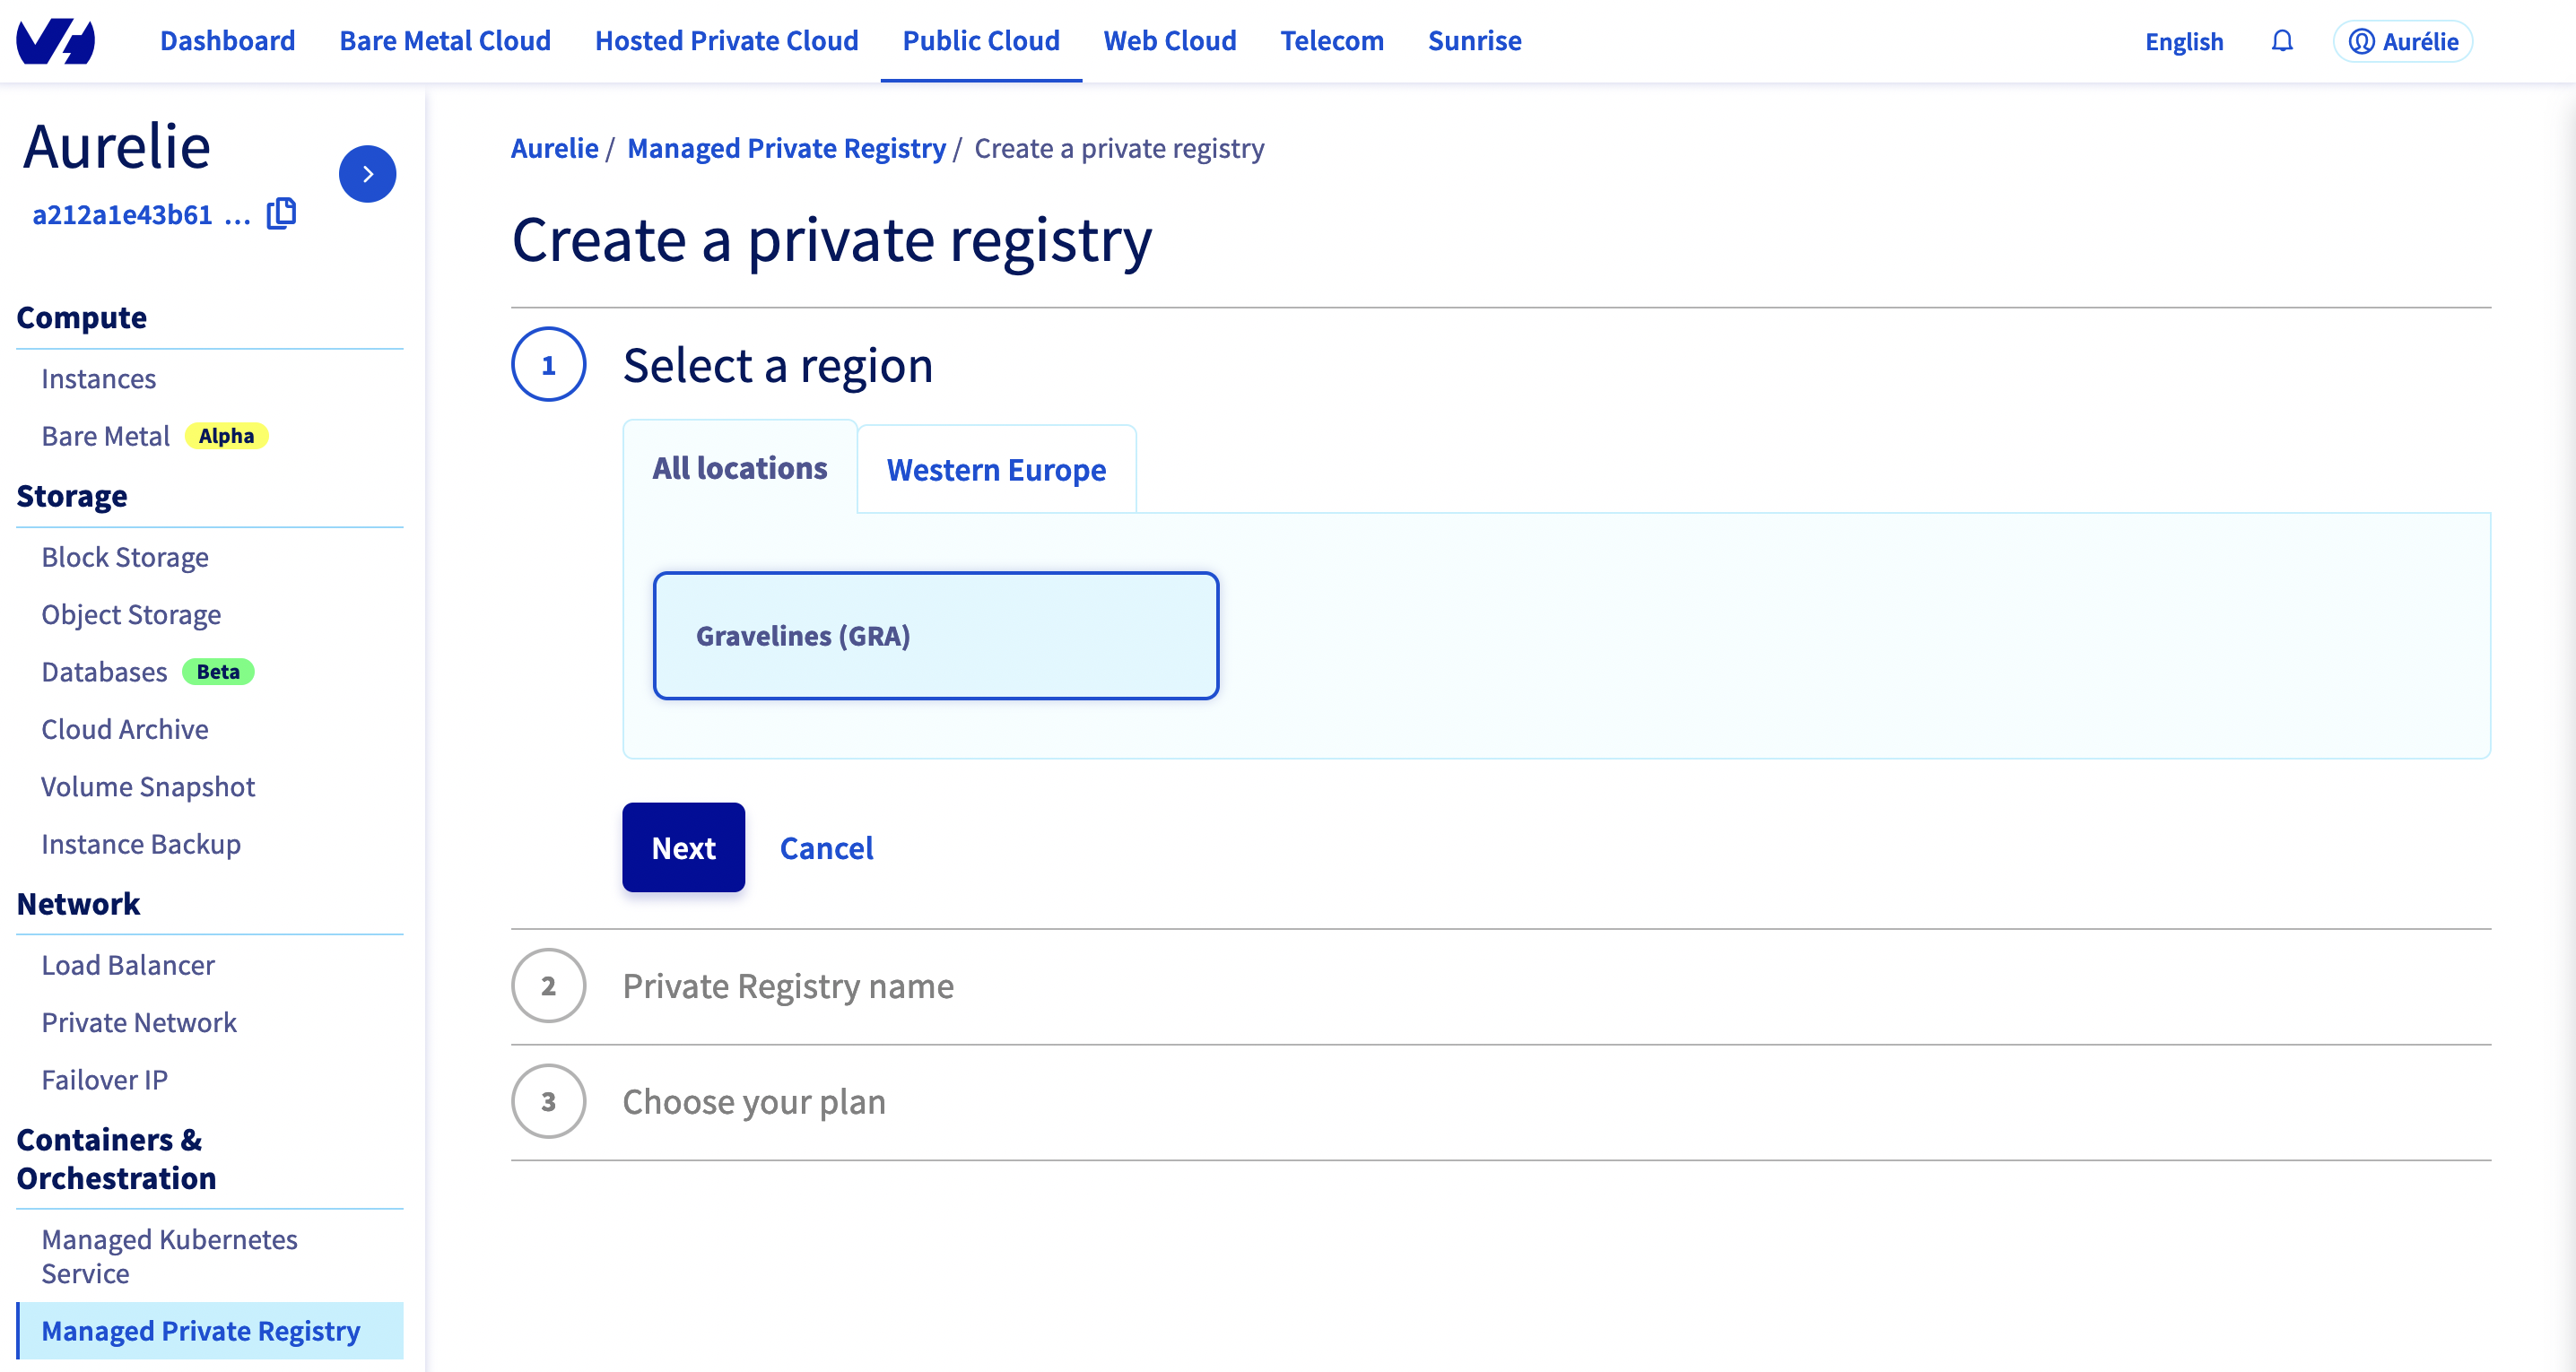 Dashboard Bare Metal Cloud Hosted Private Cloud Public Cloud Web Cloud Telecom Sunrise English Aurélie
Aurelie
a212a1e43b61 ...
Compute
Instances
Bare Metal Alpha
Storage
Block Storage
Object Storage
Databases Beta
Cloud Archive
Volume Snapshot
Instance Backup
Network
Load Balancer
Private Network
Failover IP
Containers &
Orchestration
Managed Kubernetes
Service
Managed Private Registry
Aurelie / Managed Private Registry / Create a private registry
Create a private registry
1 Select a region
All locations Western Europe
Gravelines (GRA)
Next Cancel
2 Private Registry name
3 Choose your plan